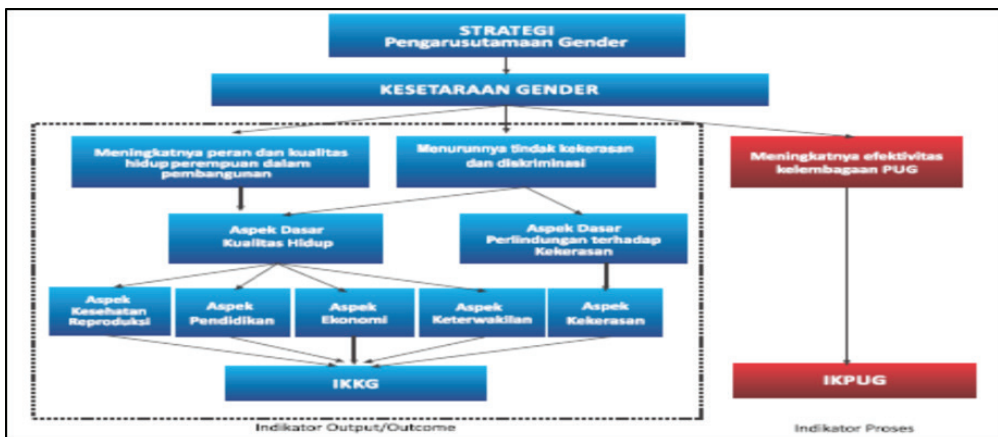 STRATEGI
Pengarusutamaan Gender
KESETARAAN GENDER
Meningkatnya peran dan kualitas
hidup perempuan dalam
pembangunan
Menurunnya tindak kekerasan
dan diskriminasi
Meningkatnya efektivitas
kelembagaan PUG
Aspek Dasar
Kualitas Hidup
Aspek Dasar
Perlindungan terhadap
Kekerasan
Aspek
Kesehatan
Reproduksi
Aspek
Pendidikan
Aspek
Ekonomi
Aspek
Keterwakilan
Aspek
Kekerasan
IKKG
IKPUG
Indikator Output/Outcome
Indikator Proses